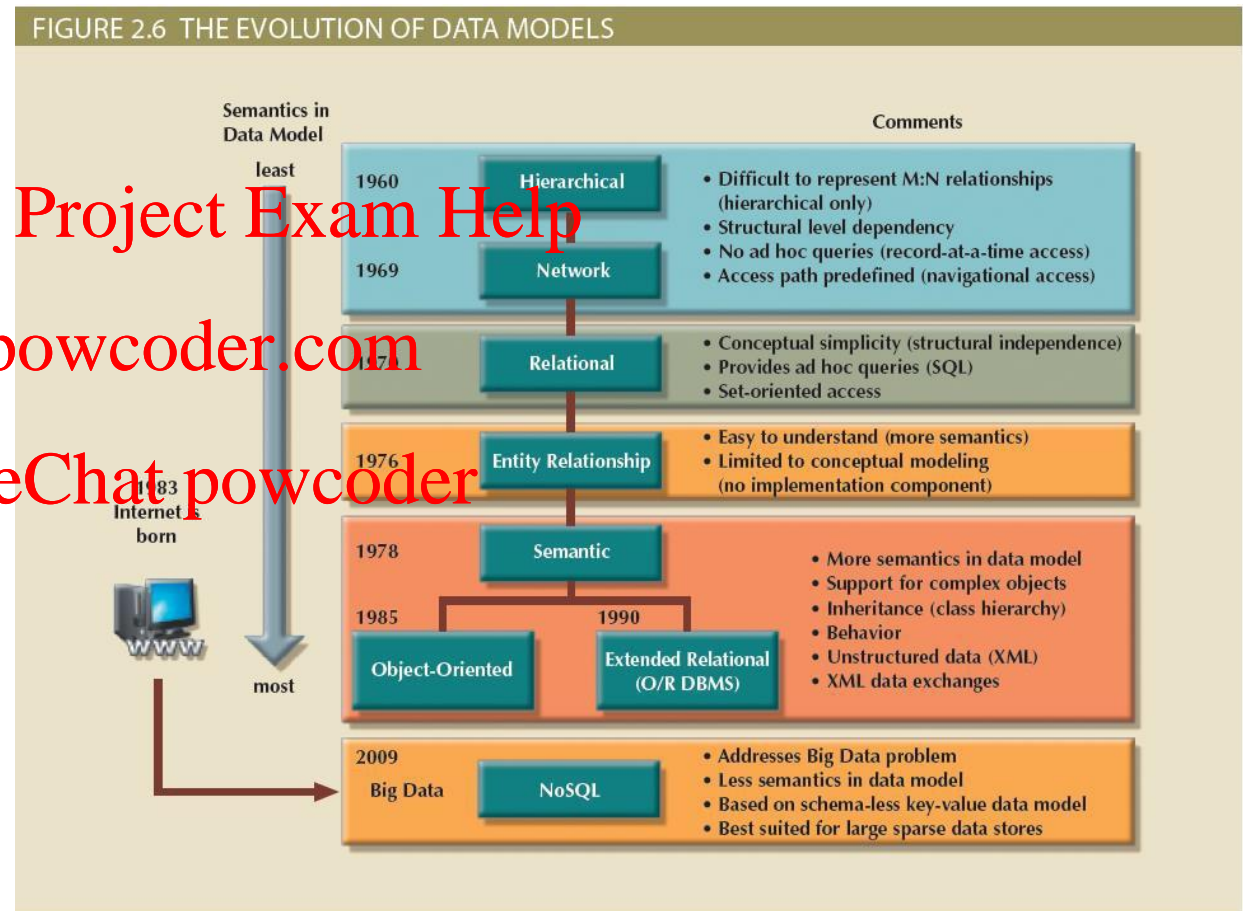 FIGURE 2.6 THE EVOLUTION OF DATA MODELS
Semantics in
Data Model
least
most
Comments
1960
Hierarchical
1969
Network
• Difficult to represent M:N relationships
(hierarchical only)
• Structural level dependency
• No ad hoc queries (record-at-a-time access)
• Access path predefined (navigational access)
Relational
• Conceptual simplicity (structural independence)
• Provides ad hoc queries (SQL)
• Set-oriented access
1976
Entity Relationship
• Easy to understand (more semantics)
• Limited to conceptual modeling
(no implementation component)
1983
Internet is
born
WWW
1978
Semantic
1985
Object-Oriented
1990
Extended Relational
(O/R DBMS)
• More semantics in data model
• Support for complex objects
• Inheritance (class hierarchy)
• Behavior
• Unstructured data (XML)
• XML data exchanges
2009
Big Data
NoSQL
• Addresses Big Data problem
• Less semantics in data model
• Based on schema-less key-value data model
• Best suited for large sparse data stores
Project Exam Help
powcoder.com
eChat powcoder